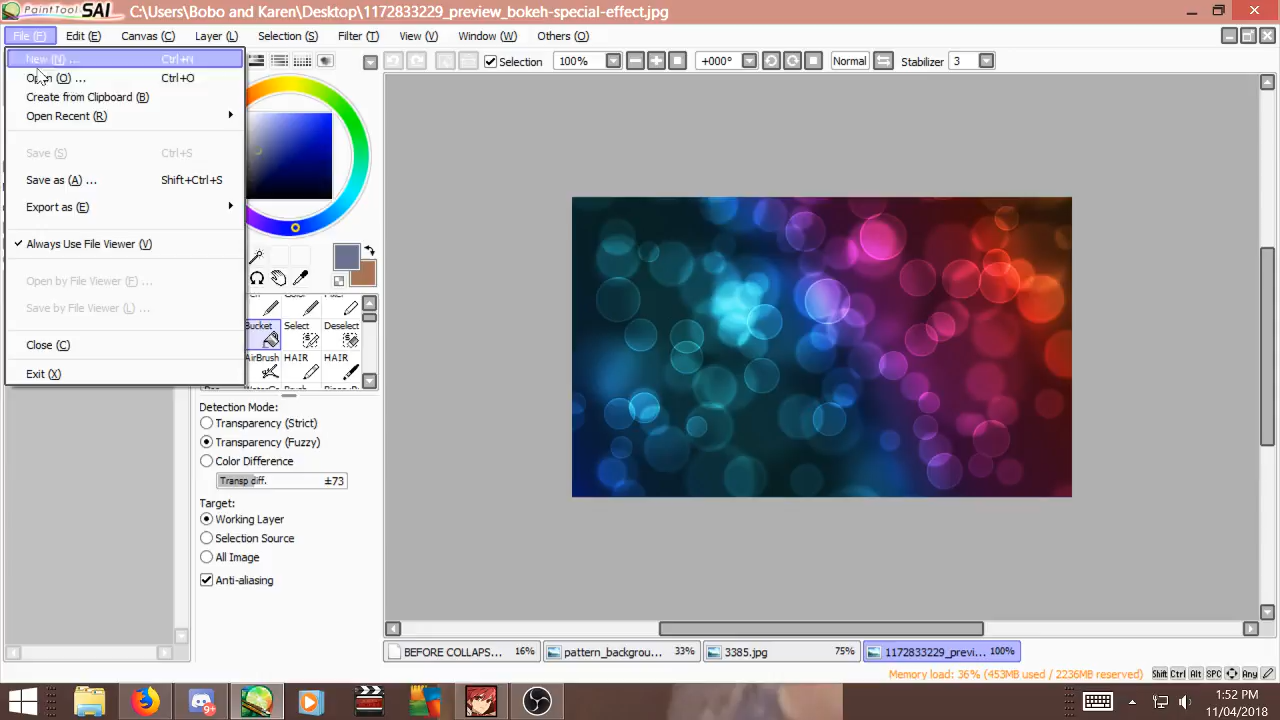 PaintTool SAI C:\Users\Bobo and Karen\Desktop\1172833229_preview_bokeh-special-effect.jpg
File (F) Edit (E) Canvas (C) Layer (L) Selection (S) Filter (T) View (V) Window (W) Others (O)
New (N) ... Ctrl+N
Open (O) ... Ctrl+O
Create from Clipboard (B)
Open Recent (R)
Save (S) Ctrl+S
Save as (A) ... Shift+Ctrl+S
Export as (E)
Always Use File Viewer (V)
Open by File Viewer (F) ...
Save by File Viewer (L) ...
Close (C)
Exit (X)
Selection 100% +000° Normal Stabilizer 3
Bucket Select Deselect
AirBrush HAIR HAIR
Detection Mode:
Transparency (Strict)
Transparency (Fuzzy)
Color Difference
Transp diff. ±73
Target:
Working Layer
Selection Source
All Image
Anti-aliasing
BEFORE COLLAPS... 16% pattern_backgrou... 33% 3385.jpg 75% 1172833229_previ... 100%
Memory load: 36% (453MB used / 2236MB reserved) Shift Ctrl Alt SPC Any
9+
1:52 PM
11/04/2018